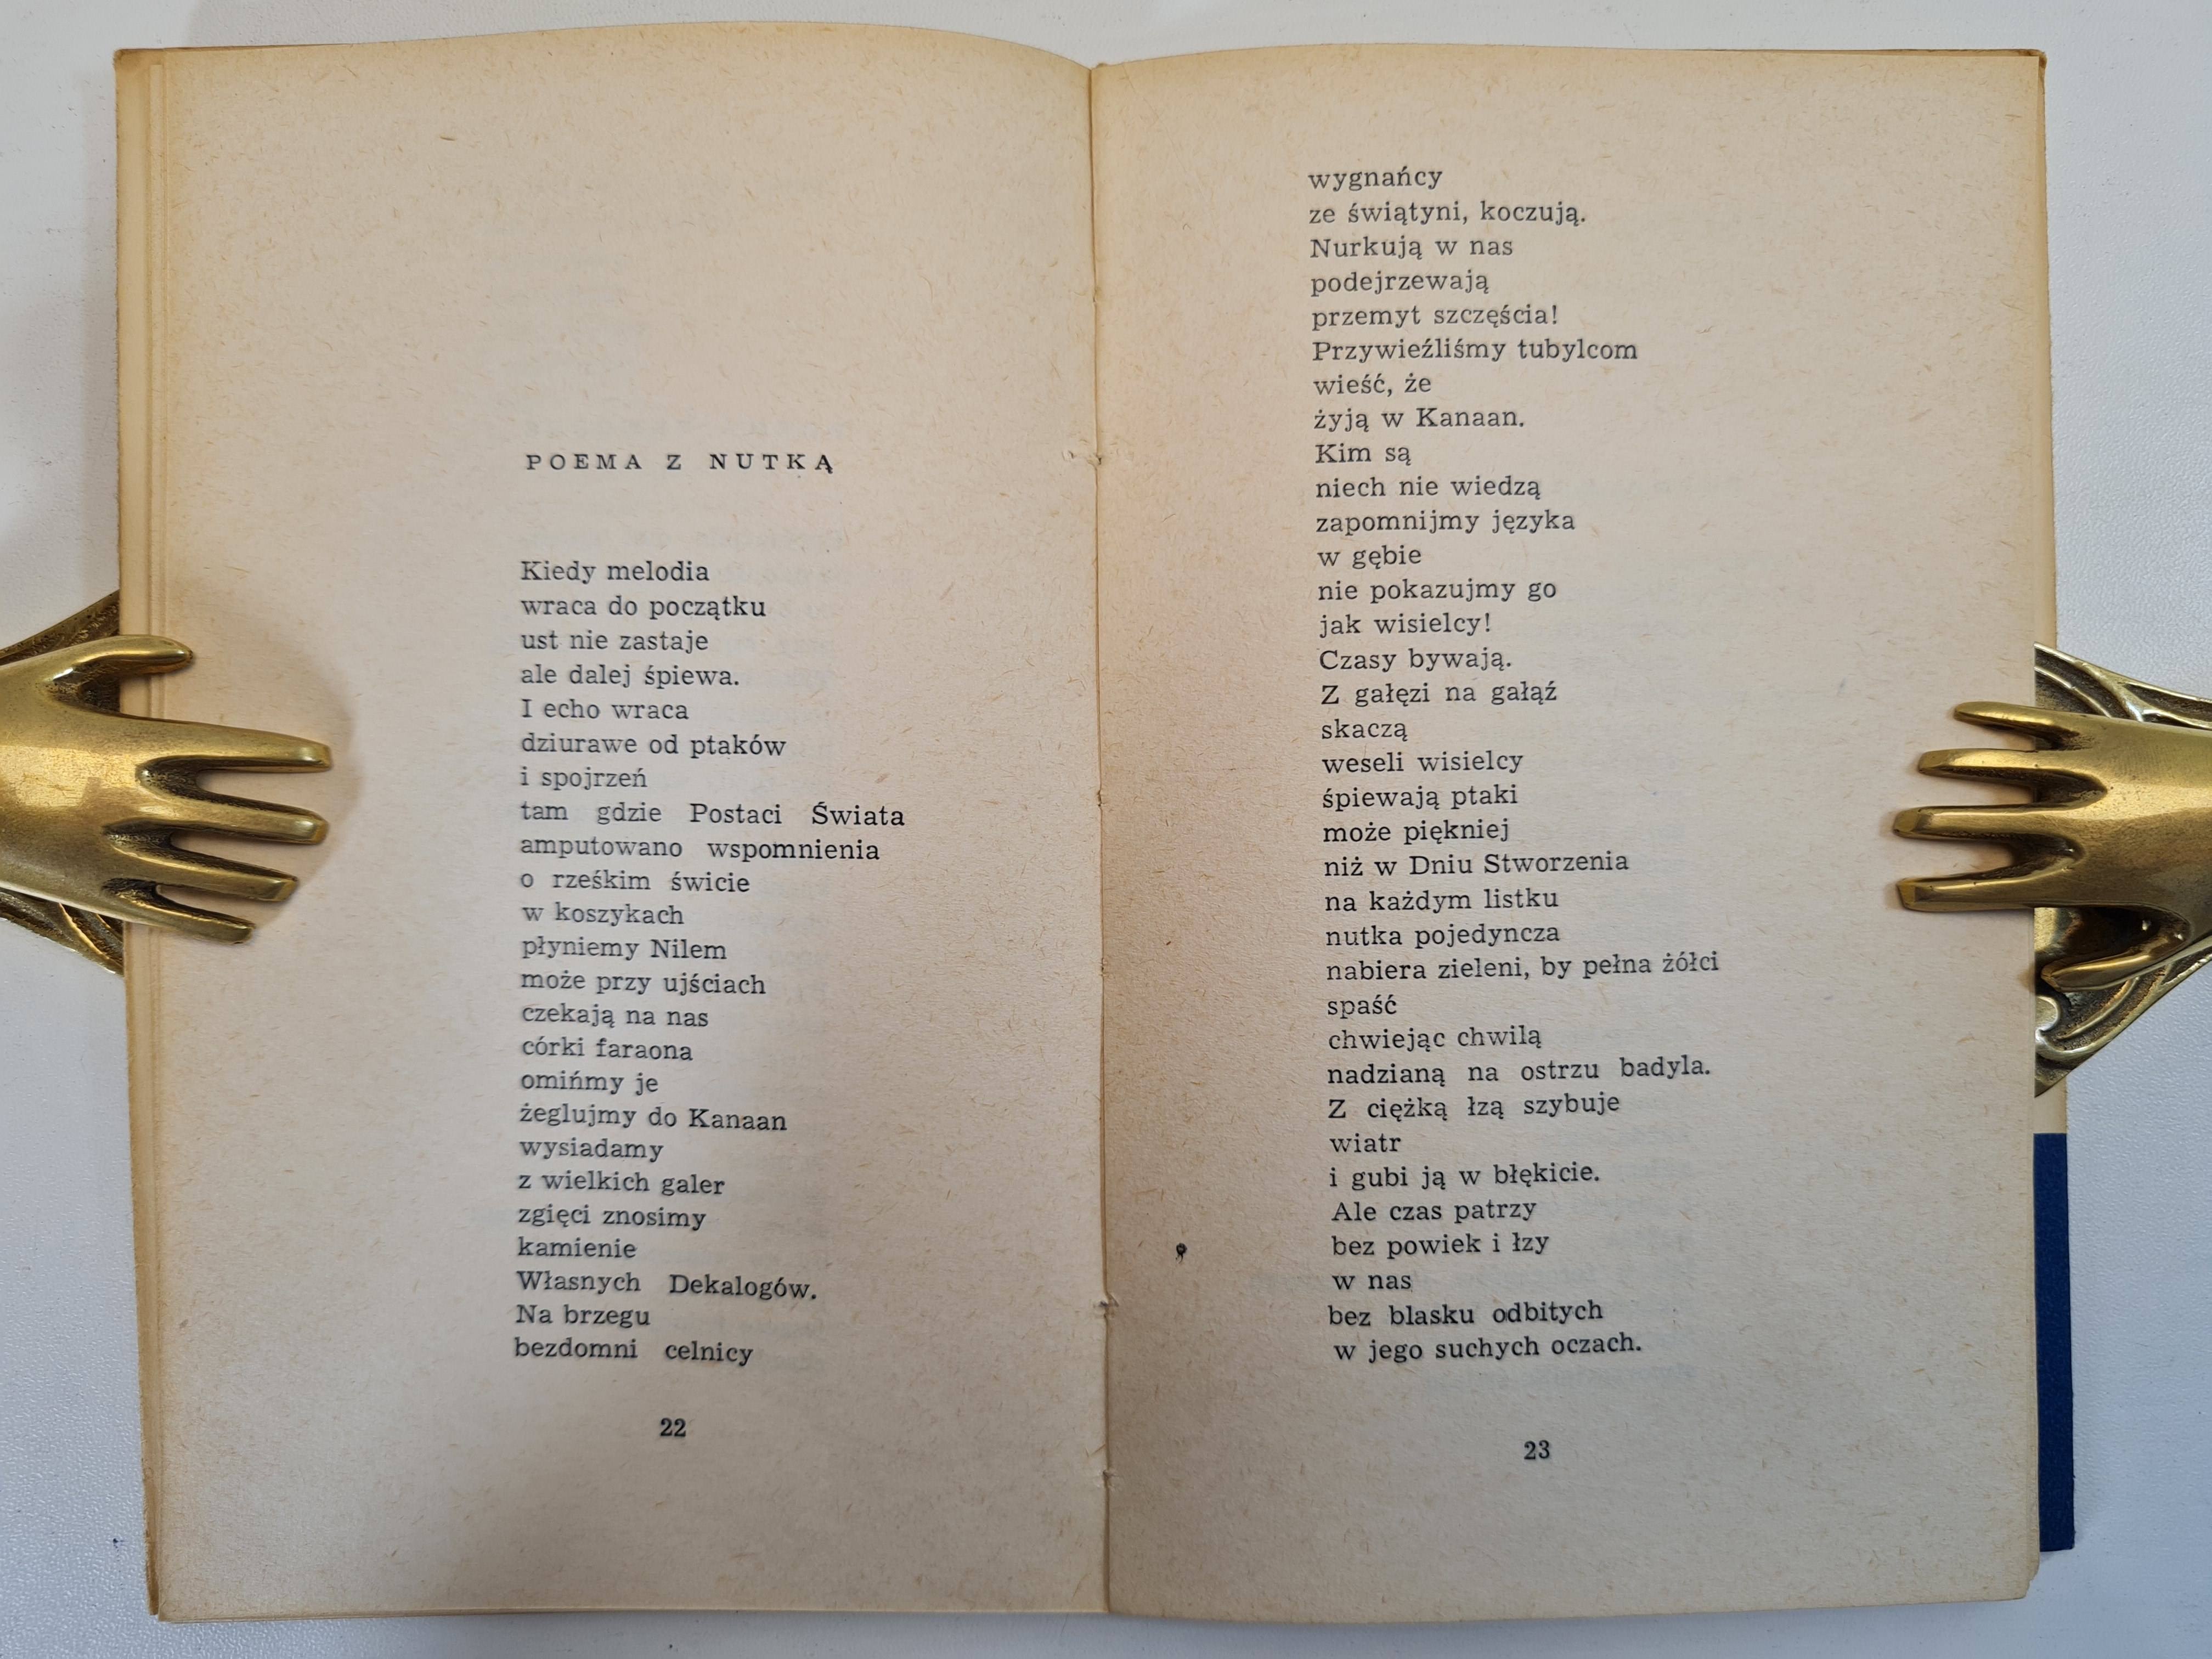 POEMA Z NUTKĄ
Kiedy melodia
wraca do początku
ust nie zastaje
ale dalej śpiewa.
I echo wraca
dziurawe od ptaków
i spojrzeń
tam gdzie Postaci Świata
amputowano wspomnienia
o rześkim świcie
w koszykach
płyniemy Nilem
może przy ujściach
czekają na nas
córki faraona
omińmy je
żeglujmy do Kanaan
wysiadamy
z wielkich galer
zgięci znosimy
kamienie
Własnych Dekalogów.
Na brzegu
bezdomni celnicy
22
wygnańcy
ze świątyni, koczują.
Nurkują w nas
podejrzewają
przemyt szczęścia!
Przywieźliśmy tubylcom
wieść, że
żyją w Kanaan.
Kim są
niech nie wiedzą
zapomnijmy języka
w gębie
nie pokazujmy go
jak wisielcy!
Czasy bywają.
Z gałęzi na gałąź
skaczą
weseli wisielcy
śpiewają ptaki
może piękniej
niż w Dniu Stworzenia
na każdym listku
nutka pojedyncza
nabiera zieleni, by pełna żółci
spaść
chwiejąc chwilą
nadzianą na ostrzu badyla.
Z ciężką łzą szybuje
wiatr
i gubi ją w błękicie.
Ale czas patrzy
bez powiek i łzy
w nas
bez blasku odbitych
w jego suchych oczach.
23